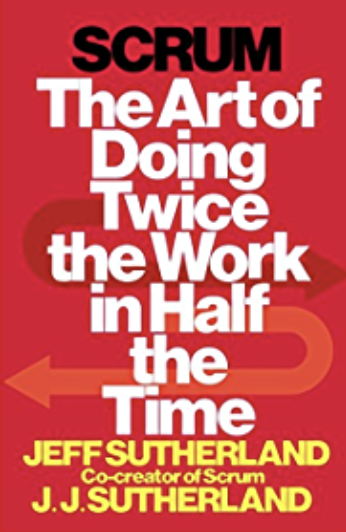 SCRUM
The Art of
Doing
Twice
the Work
in Half
the
Time
JEFF SUTHERLAND
Co-creator of Scrum
J. J. SUTHERLAND